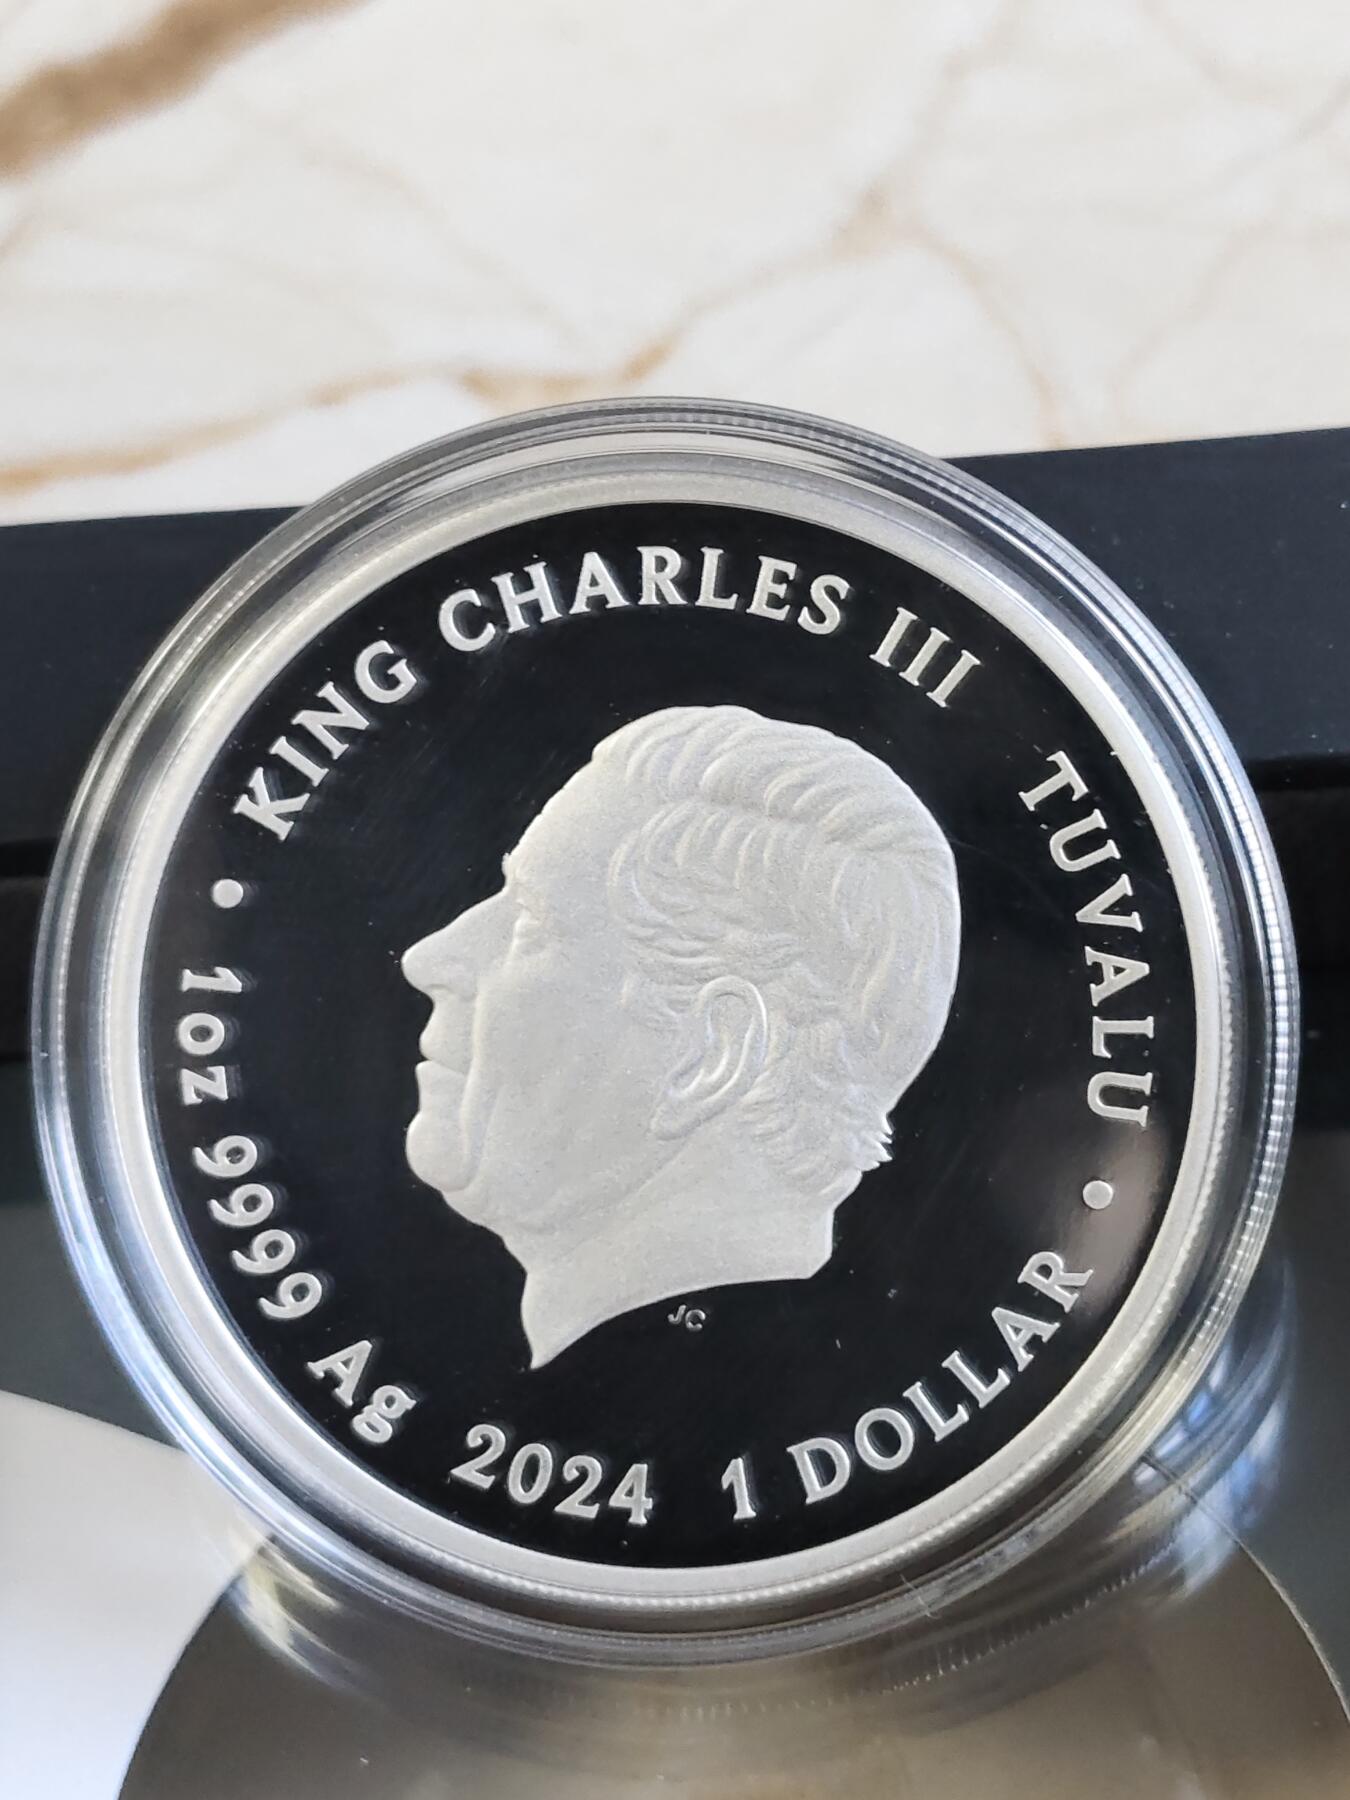 • KING CHARLES III TUVALU •
1oz 9999 Ag 2024 1 DOLLAR
JC